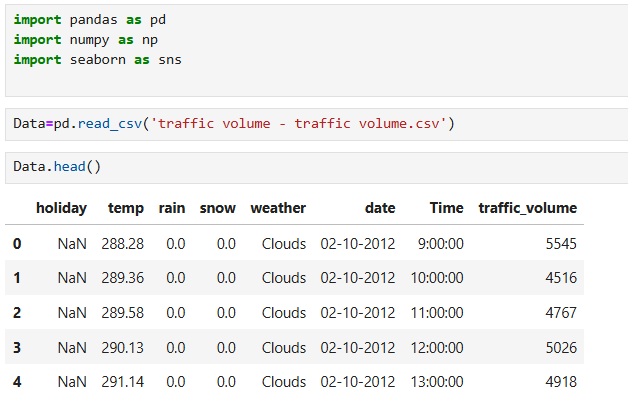 import pandas as pd
import numpy as np
import seaborn as sns
Data=pd.read_csv('traffic volume - traffic volume.csv')
Data.head()
holiday temp rain snow weather date Time traffic_volume
0 NaN 288.28 0.0 0.0 Clouds 02-10-2012 9:00:00 5545
1 NaN 289.36 0.0 0.0 Clouds 02-10-2012 10:00:00 4516
2 NaN 289.58 0.0 0.0 Clouds 02-10-2012 11:00:00 4767
3 NaN 290.13 0.0 0.0 Clouds 02-10-2012 12:00:00 5026
4 NaN 291.14 0.0 0.0 Clouds 02-10-2012 13:00:00 4918